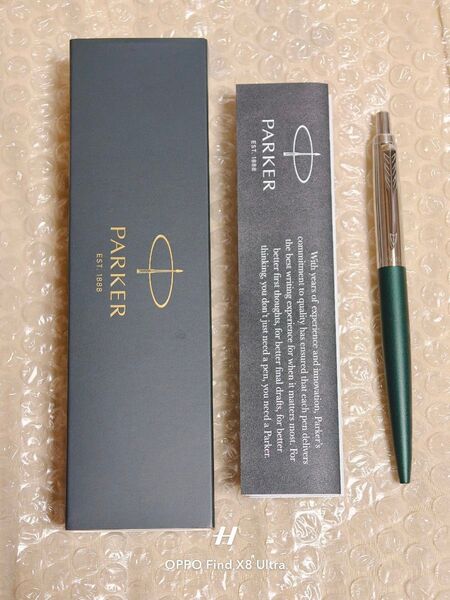 PARKER
EST. 1888
PARKER
EST. 1888
With years of experience and innovation, Parker's
commitment to quality has ensured that each pen delivers
the best writing experience for when it matters most. For
better first thoughts, for better final drafts, for better
thinking, you don't just need a pen, you need a Parker.
H
OPPO Find X8 Ultra